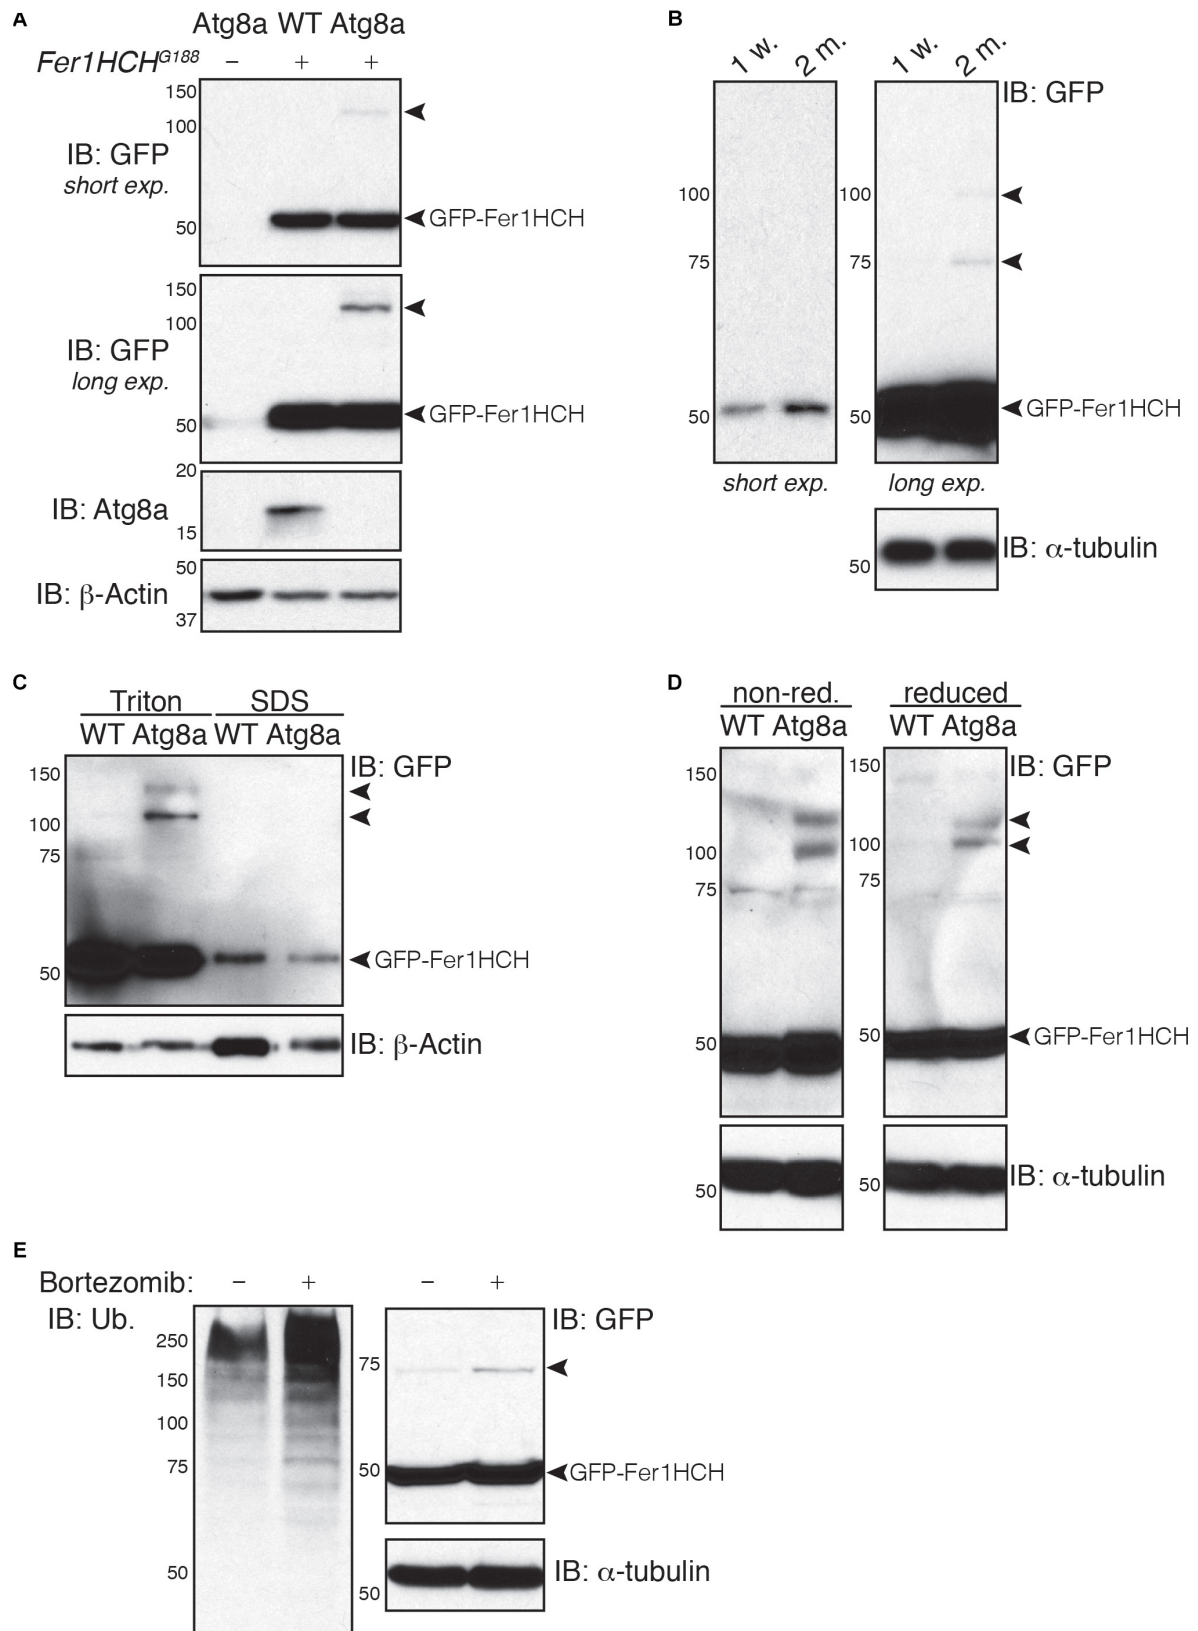 A
Atg8a WT Atg8a
Fer1HCH^G188 − + +
150
100
IB: GFP
short exp.
50
GFP-Fer1HCH
150
100
IB: GFP
long exp.
50
GFP-Fer1HCH
20
IB: Atg8a
15
50
IB: β-Actin
37
B
1 w. 2 m. 1 w. 2 m.
IB: GFP
100 100
75 75
50 50
GFP-Fer1HCH
short exp. long exp.
50
IB: α-tubulin
C
Triton SDS
WT Atg8a WT Atg8a
IB: GFP
150
100
75
50
GFP-Fer1HCH
IB: β-Actin
D
non-red. reduced
WT Atg8a WT Atg8a
150 150
IB: GFP
100 100
75 75
50 50
GFP-Fer1HCH
50 50
IB: α-tubulin
E
Bortezomib: − + − +
IB: Ub.
250
150
100
75
50
IB: GFP
75
50
GFP-Fer1HCH
50
IB: α-tubulin